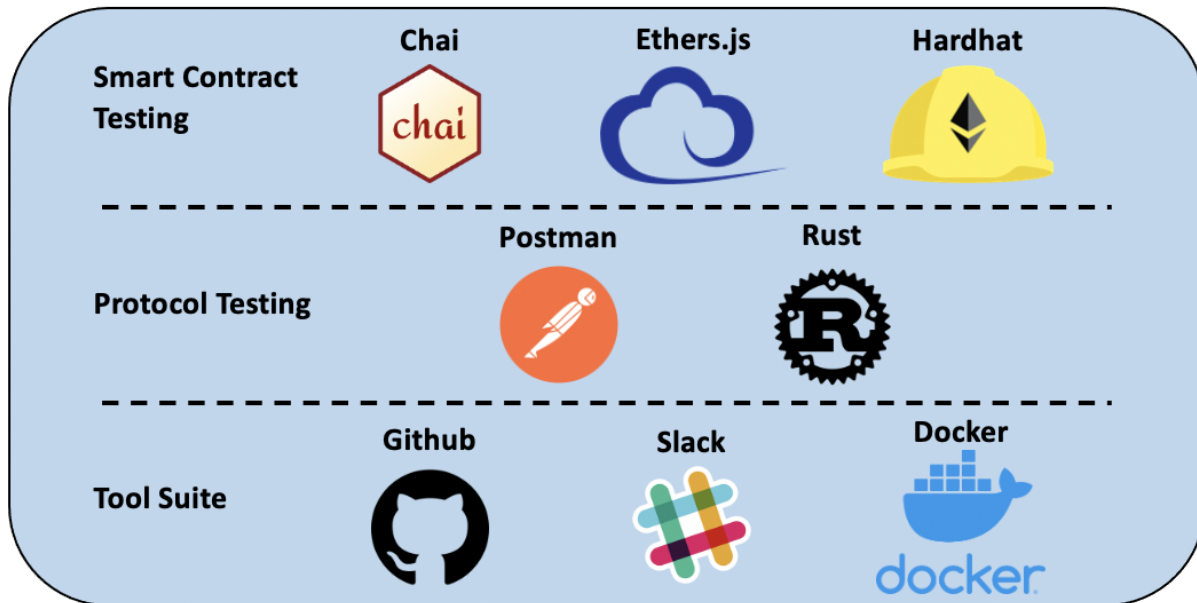 Chai
Ethers.js
Hardhat
Smart Contract
Testing
chai
Postman
Rust
Protocol Testing
R
Github
Slack
Docker
Tool Suite
docker